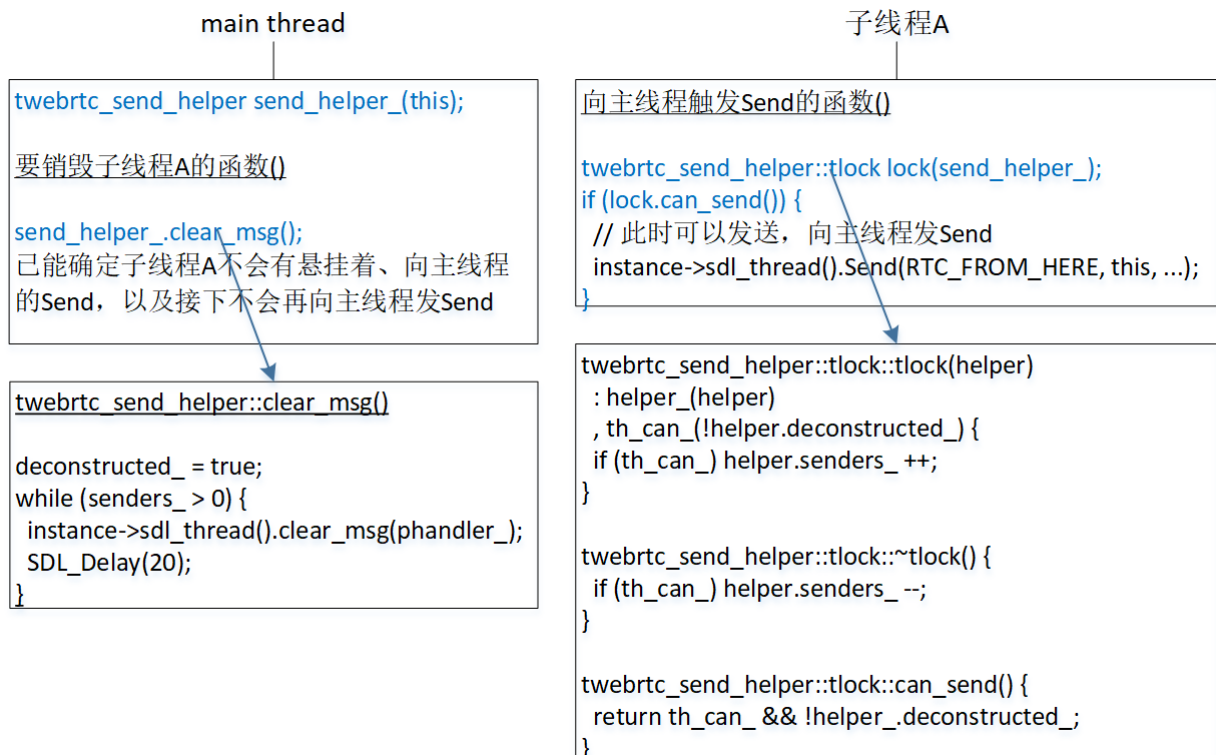 main thread
twebrtc_send_helper send_helper_(this);
要销毁子线程A的函数()
send_helper_.clear_msg();
已能确定子线程A不会有悬挂着、向主线程
的Send，以及接下不会再向主线程发Send
twebrtc_send_helper::clear_msg()
deconstructed_ = true;
while (senders_ > 0) {
instance->sdl_thread().clear_msg(phandler_);
SDL_Delay(20);
}
子线程A
向主线程触发Send的函数()
twebrtc_send_helper::tlock lock(send_helper_);
if (lock.can_send()) {
// 此时可以发送，向主线程发Send
instance->sdl_thread().Send(RTC_FROM_HERE, this, ...);
}
twebrtc_send_helper::tlock::tlock(helper)
: helper_(helper)
, th_can_(!helper.deconstructed_) {
if (th_can_) helper.senders_ ++;
}
twebrtc_send_helper::tlock::~tlock() {
if (th_can_) helper.senders_ --;
}
twebrtc_send_helper::tlock::can_send() {
return th_can_ && !helper_.deconstructed_;
}